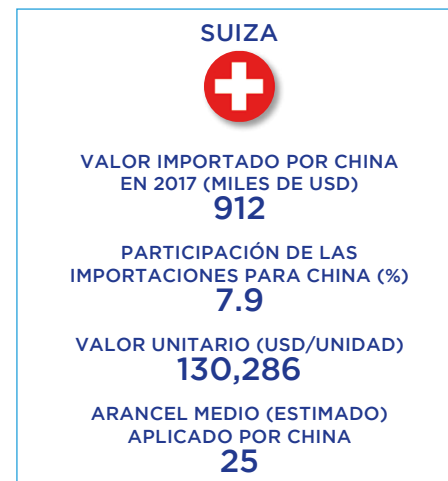 SUIZA
VALOR IMPORTADO POR CHINA
EN 2017 (MILES DE USD)
912
PARTICIPACIÓN DE LAS
IMPORTACIONES PARA CHINA (%)
7.9
VALOR UNITARIO (USD/UNIDAD)
130,286
ARANCEL MEDIO (ESTIMADO)
APLICADO POR CHINA
25